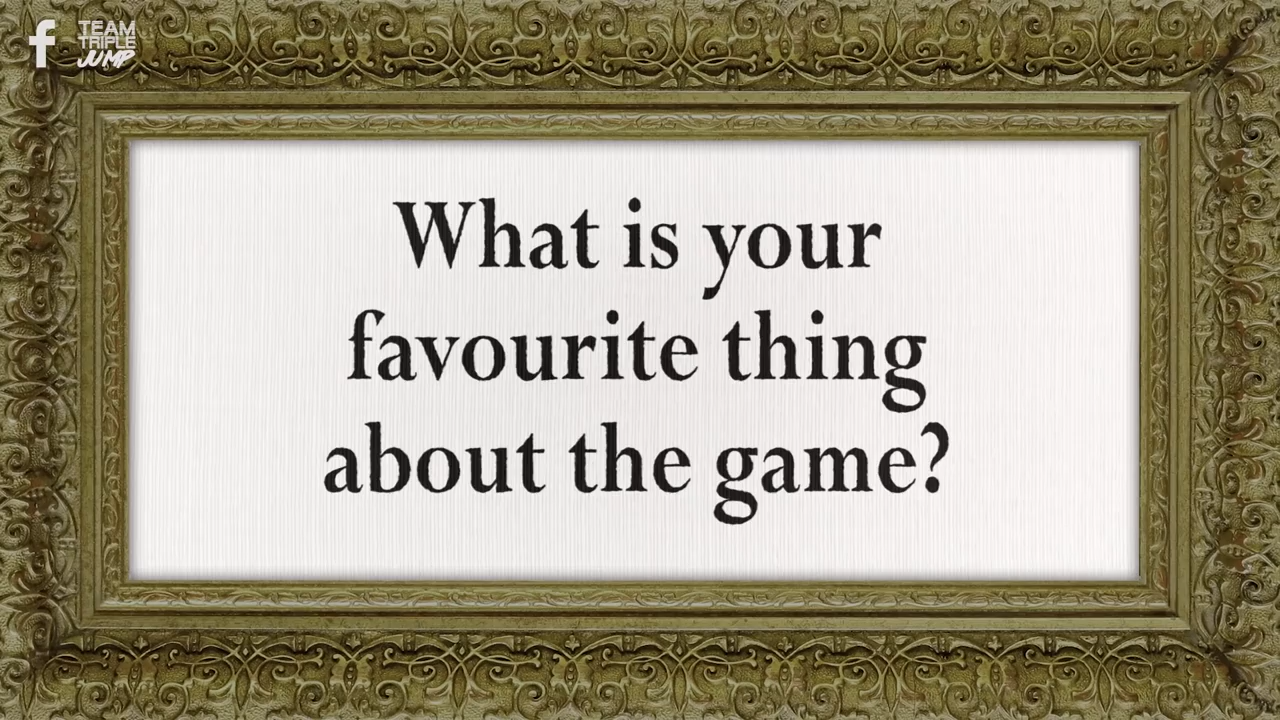 f
TEAM
TRIPLE
JUMP
What is your
favourite thing
about the game?